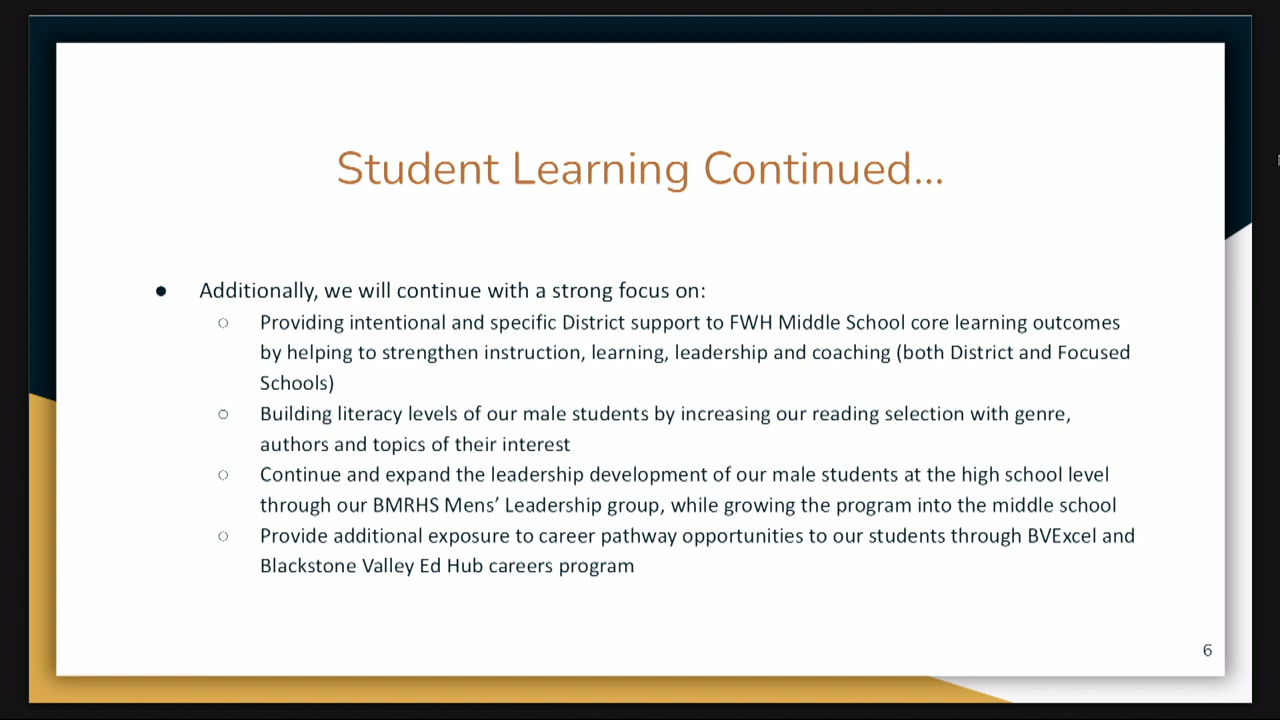 Student Learning Continued...
● Additionally, we will continue with a strong focus on:
○ Providing intentional and specific District support to FWH Middle School core learning outcomes
by helping to strengthen instruction, learning, leadership and coaching (both District and Focused
Schools)
○ Building literacy levels of our male students by increasing our reading selection with genre,
authors and topics of their interest
○ Continue and expand the leadership development of our male students at the high school level
through our BMRHS Mens’ Leadership group, while growing the program into the middle school
○ Provide additional exposure to career pathway opportunities to our students through BVExcel and
Blackstone Valley Ed Hub careers program
6